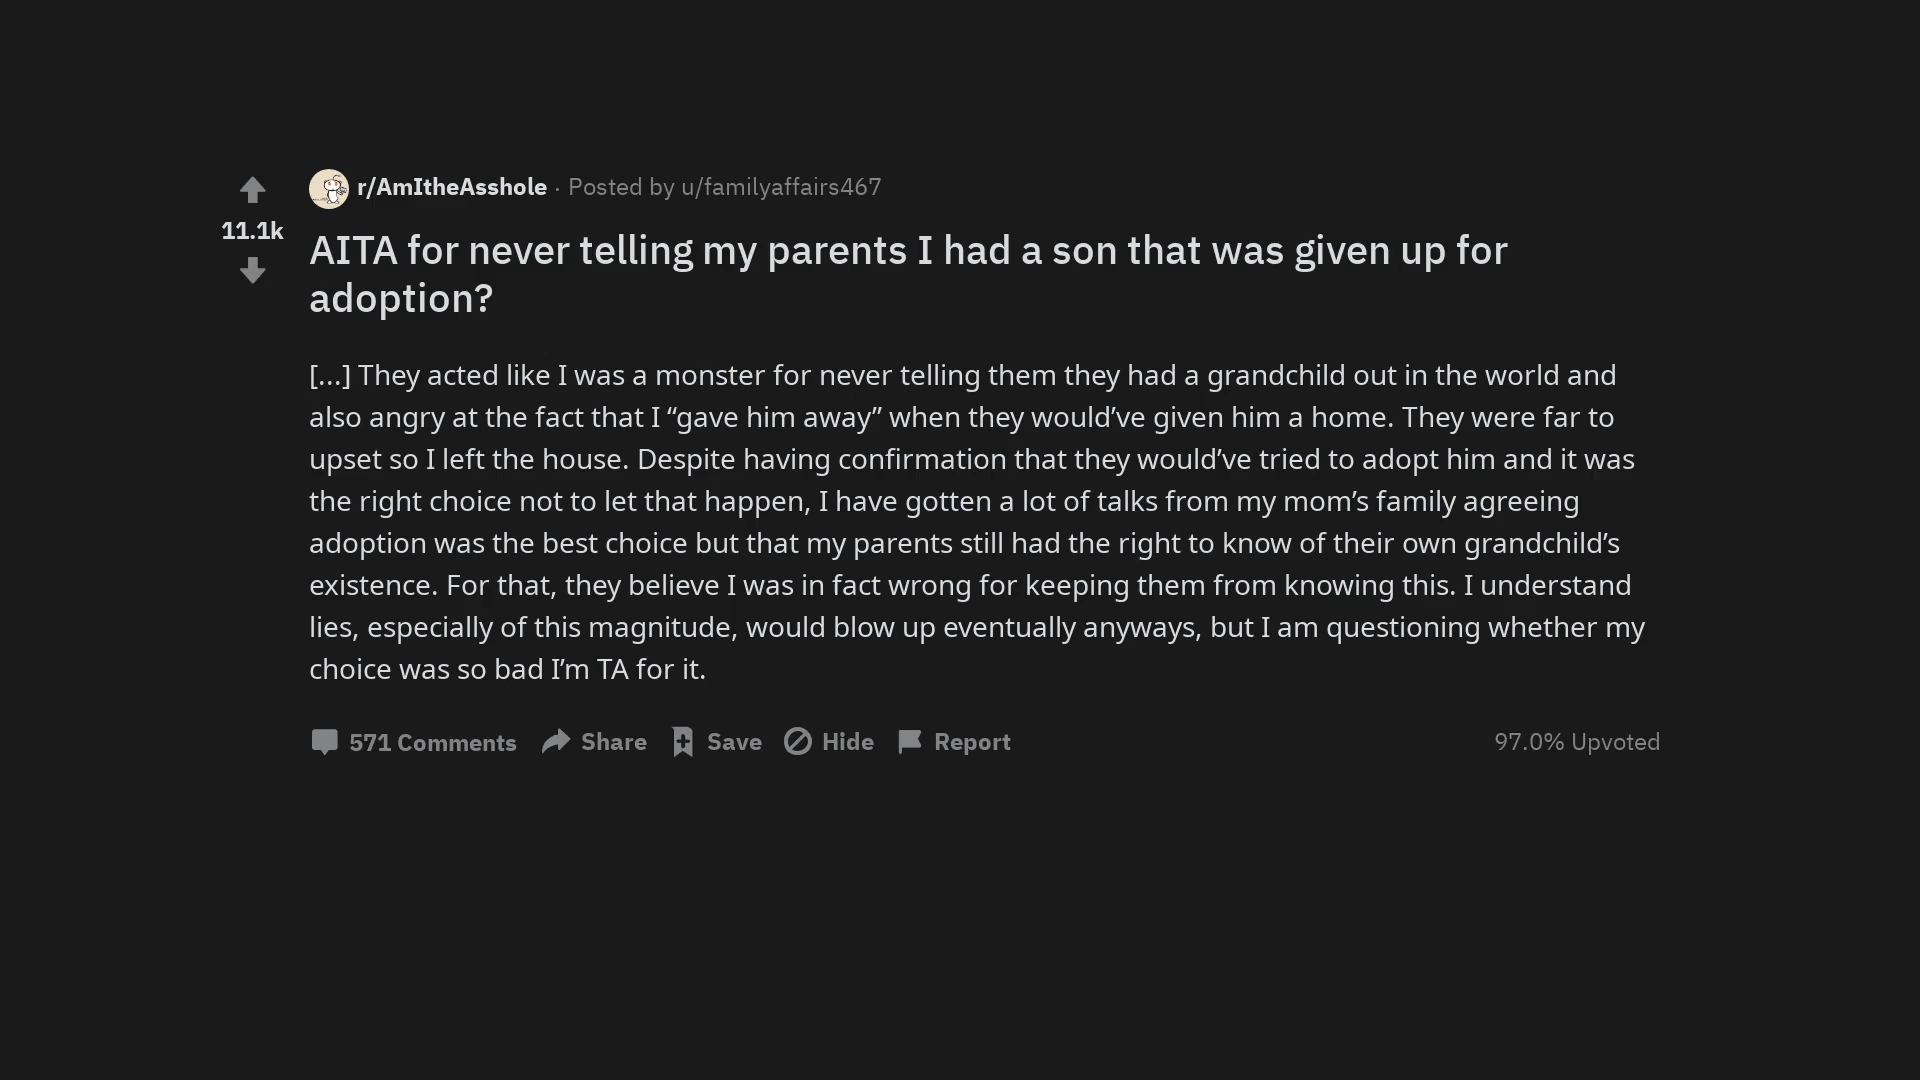 r/AmItheAsshole · Posted by u/familyaffairs467
11.1k
AITA for never telling my parents I had a son that was given up for
adoption?
[...] They acted like I was a monster for never telling them they had a grandchild out in the world and
also angry at the fact that I “gave him away” when they would’ve given him a home. They were far to
upset so I left the house. Despite having confirmation that they would’ve tried to adopt him and it was
the right choice not to let that happen, I have gotten a lot of talks from my mom’s family agreeing
adoption was the best choice but that my parents still had the right to know of their own grandchild’s
existence. For that, they believe I was in fact wrong for keeping them from knowing this. I understand
lies, especially of this magnitude, would blow up eventually anyways, but I am questioning whether my
choice was so bad I’m TA for it.
571 Comments Share Save Hide Report 97.0% Upvoted